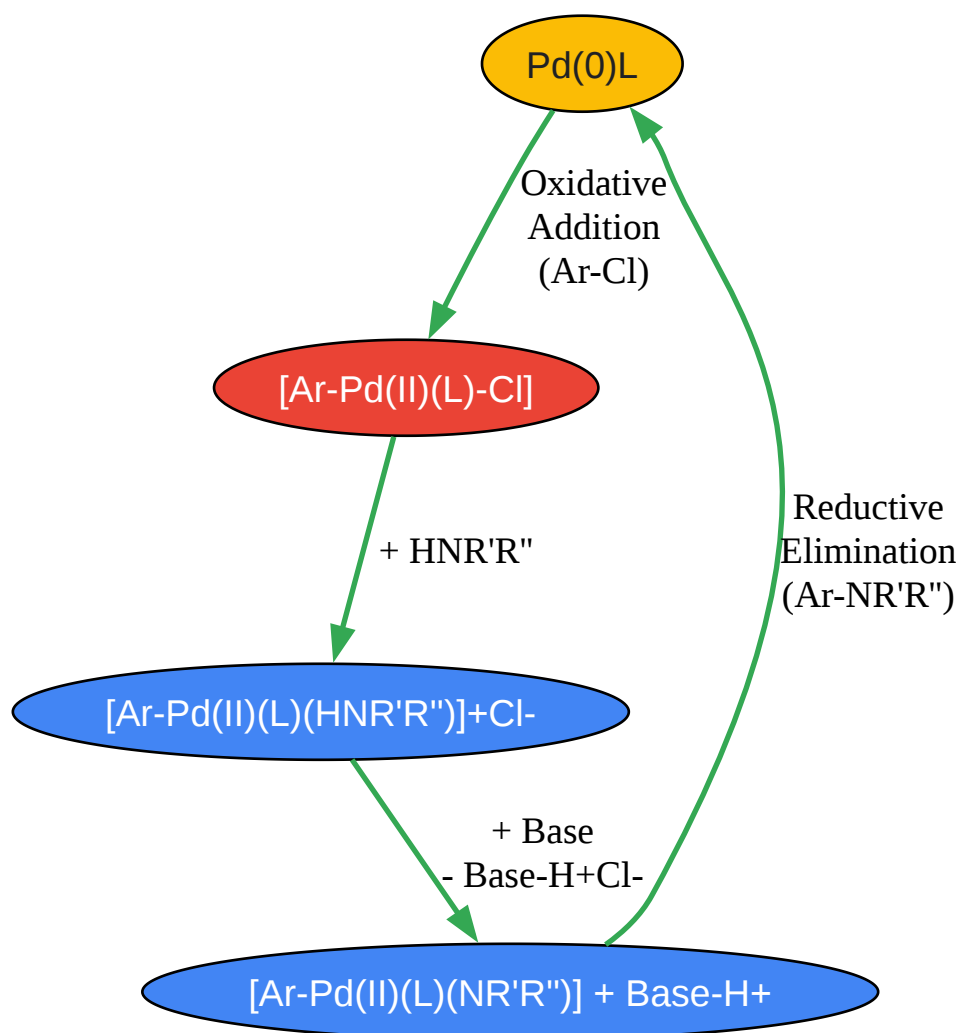 Pd(0)L
Oxidative
Addition
(Ar-Cl)
[Ar-Pd(II)(L)-Cl]
+ HNR'R"
Reductive
Elimination
(Ar-NR'R")
[Ar-Pd(II)(L)(HNR'R")]+Cl-
+ Base
- Base-H+Cl-
[Ar-Pd(II)(L)(NR'R")] + Base-H+